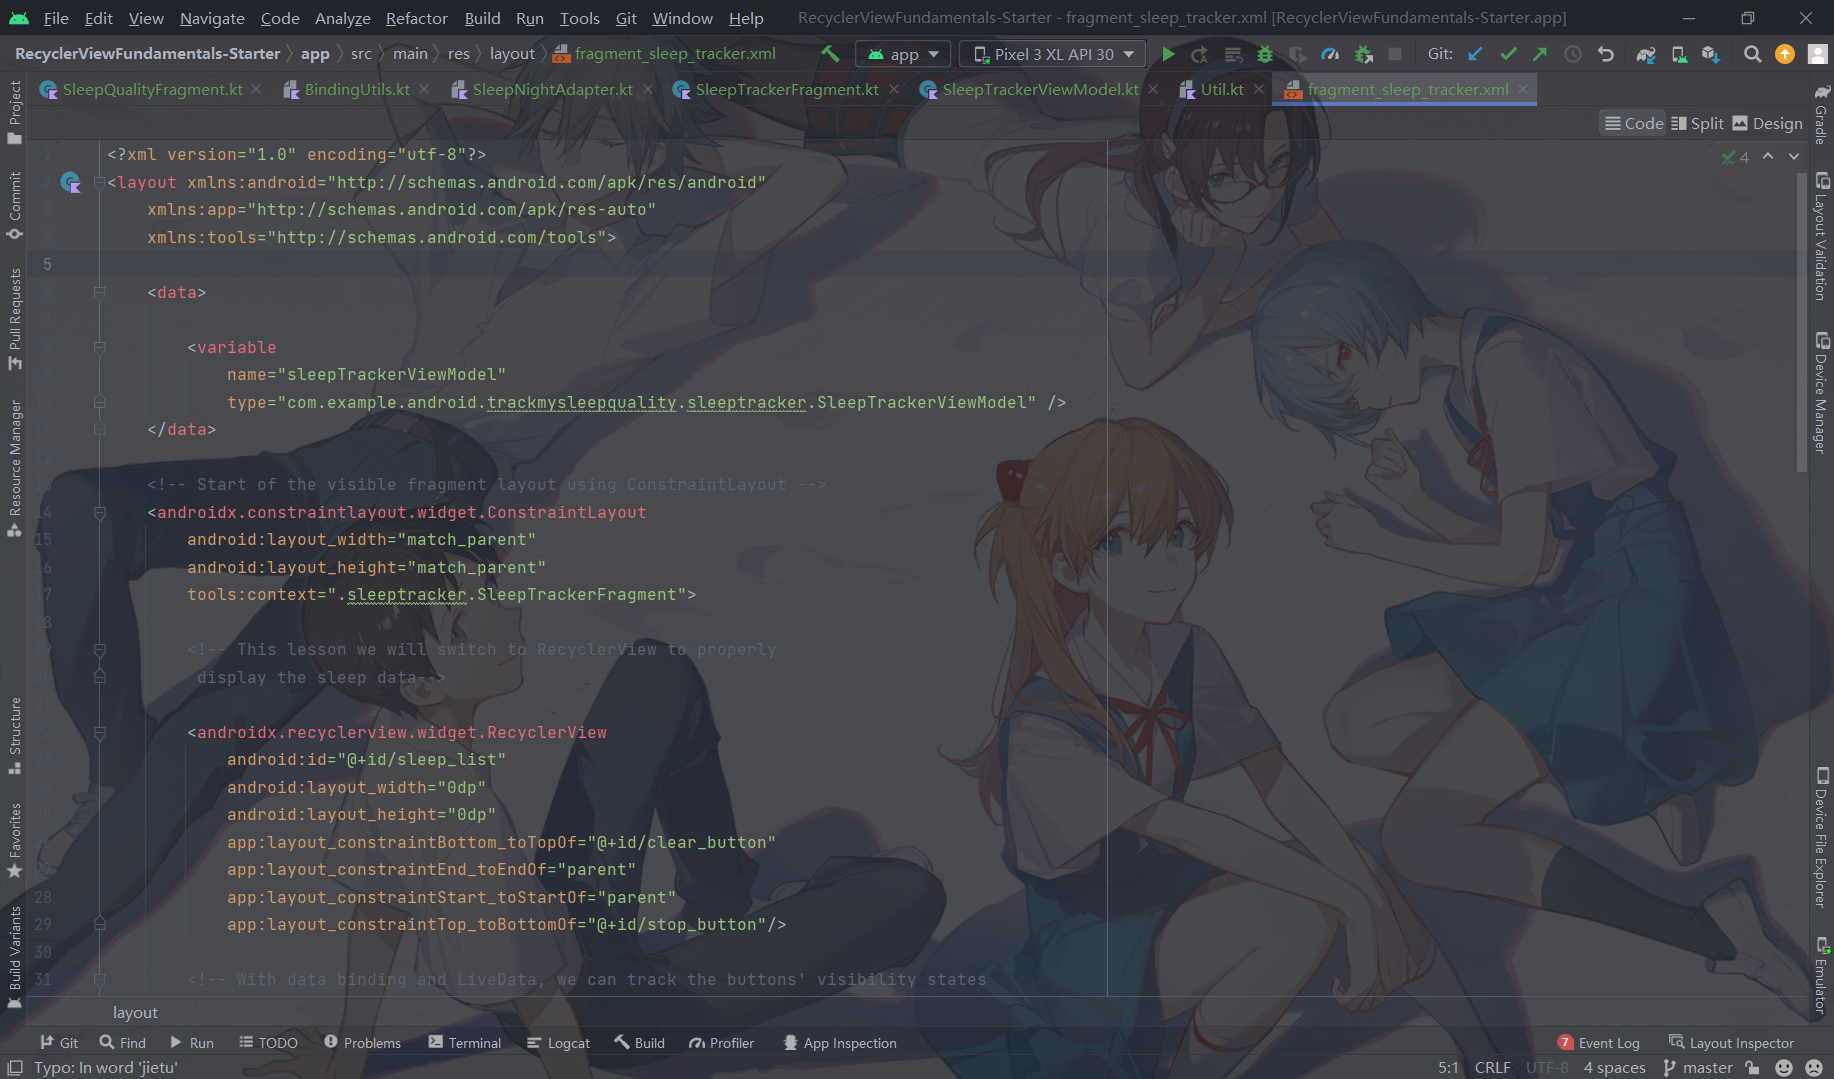 File Edit View Navigate Code Analyze Refactor Build Run Tools Git Window Help RecyclerViewFundamentals-Starter - fragment_sleep_tracker.xml [RecyclerViewFundamentals-Starter.app]
RecyclerViewFundamentals-Starter app src main res layout fragment_sleep_tracker.xml app Pixel 3 XL API 30 Git:
SleepQualityFragment.kt BindingUtils.kt SleepNightAdapter.kt SleepTrackerFragment.kt SleepTrackerViewModel.kt Util.kt fragment_sleep_tracker.xml
Code Split Design
4
Project
Commit
Pull Requests
Resource Manager
Structure
Favorites
Build Variants
1 <?xml version="1.0" encoding="utf-8"?>
2 <layout xmlns:android="http://schemas.android.com/apk/res/android"
3 xmlns:app="http://schemas.android.com/apk/res-auto"
4 xmlns:tools="http://schemas.android.com/tools">
5
6 <data>
7
8 <variable
9 name="sleepTrackerViewModel"
10 type="com.example.android.trackmysleepquality.sleeptracker.SleepTrackerViewModel" />
11 </data>
12
13 <!-- Start of the visible fragment layout using ConstraintLayout -->
14 <androidx.constraintlayout.widget.ConstraintLayout
15 android:layout_width="match_parent"
16 android:layout_height="match_parent"
17 tools:context=".sleeptracker.SleepTrackerFragment">
18
19 <!-- This lesson we will switch to RecyclerView to properly
20 display the sleep data-->
21
22 <androidx.recyclerview.widget.RecyclerView
23 android:id="@+id/sleep_list"
24 android:layout_width="0dp"
25 android:layout_height="0dp"
26 app:layout_constraintBottom_toTopOf="@+id/clear_button"
27 app:layout_constraintEnd_toEndOf="parent"
28 app:layout_constraintStart_toStartOf="parent"
29 app:layout_constraintTop_toBottomOf="@+id/stop_button"/>
30
31 <!-- With data binding and LiveData, we can track the buttons' visibility states
Gradle
Layout Validation
Device Manager
Device File Explorer
Emulator
layout
Git Find Run TODO Problems Terminal Logcat Build Profiler App Inspection 7 Event Log Layout Inspector
Typo: In word 'jietu' 5:1 CRLF UTF-8 4 spaces master